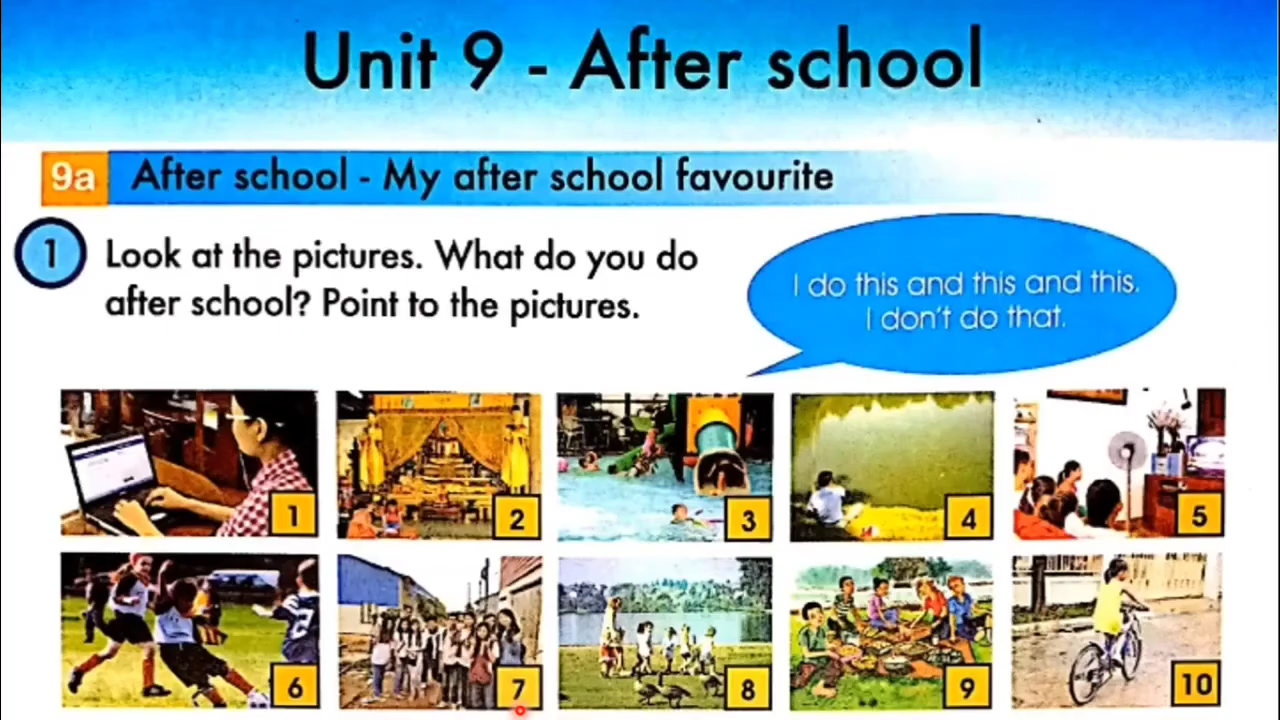 Unit 9 - After school
9a After school - My after school favourite
1 Look at the pictures. What do you do
after school? Point to the pictures.
I do this and this and this.
I don't do that.
1
2
3
4
5
6
7
8
9
10